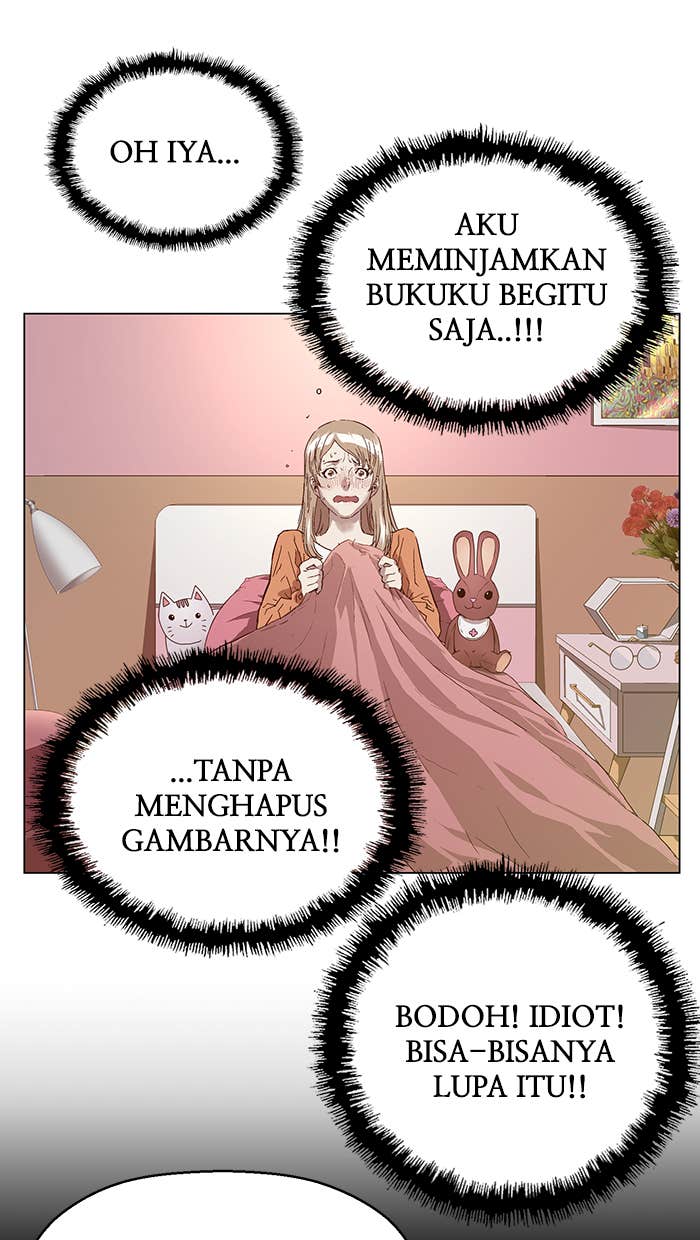 OH IYA...
AKU
MEMINJAMKAN
BUKUKU BEGITU
SAJA..!!!
...TANPA
MENGHAPUS
GAMBARNYA!!
BODOH! IDIOT!
BISA-BISANYA
LUPA ITU!!